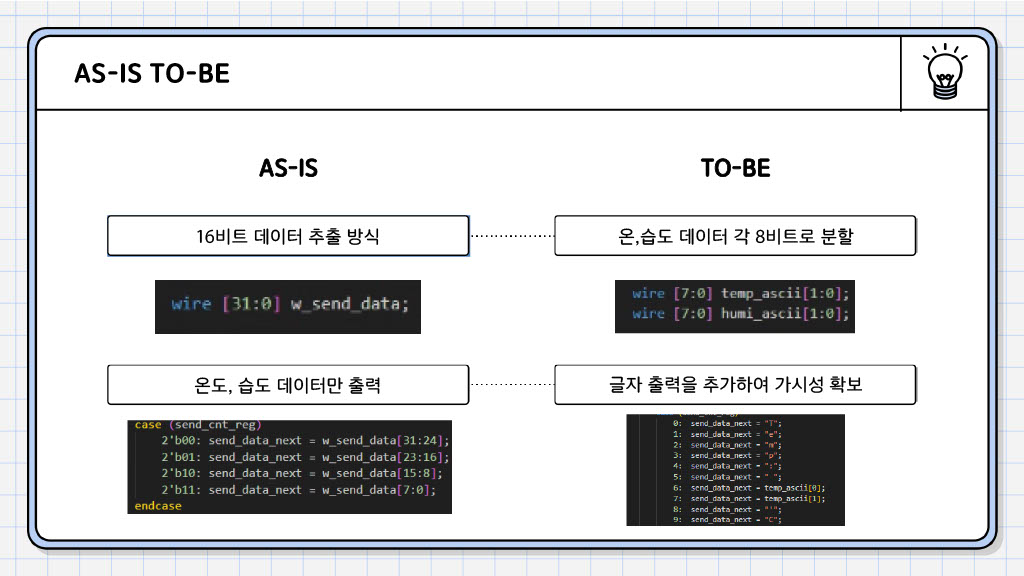 AS-IS TO-BE
AS-IS
TO-BE
16비트 데이터 추출 방식
온,습도 데이터 각 8비트로 분할
wire [31:0] w_send_data;
wire [7:0] temp_ascii[1:0];
wire [7:0] humi_ascii[1:0];
온도, 습도 데이터만 출력
글자 출력을 추가하여 가시성 확보
case (send_cnt_reg)
2'b00: send_data_next = w_send_data[31:24];
2'b01: send_data_next = w_send_data[23:16];
2'b10: send_data_next = w_send_data[15:8];
2'b11: send_data_next = w_send_data[7:0];
endcase
0: send_data_next = "T";
1: send_data_next = "e";
2: send_data_next = "m";
3: send_data_next = "p";
4: send_data_next = ":";
5: send_data_next = " ";
6: send_data_next = temp_ascii[0];
7: send_data_next = temp_ascii[1];
8: send_data_next = "'";
9: send_data_next = "C";